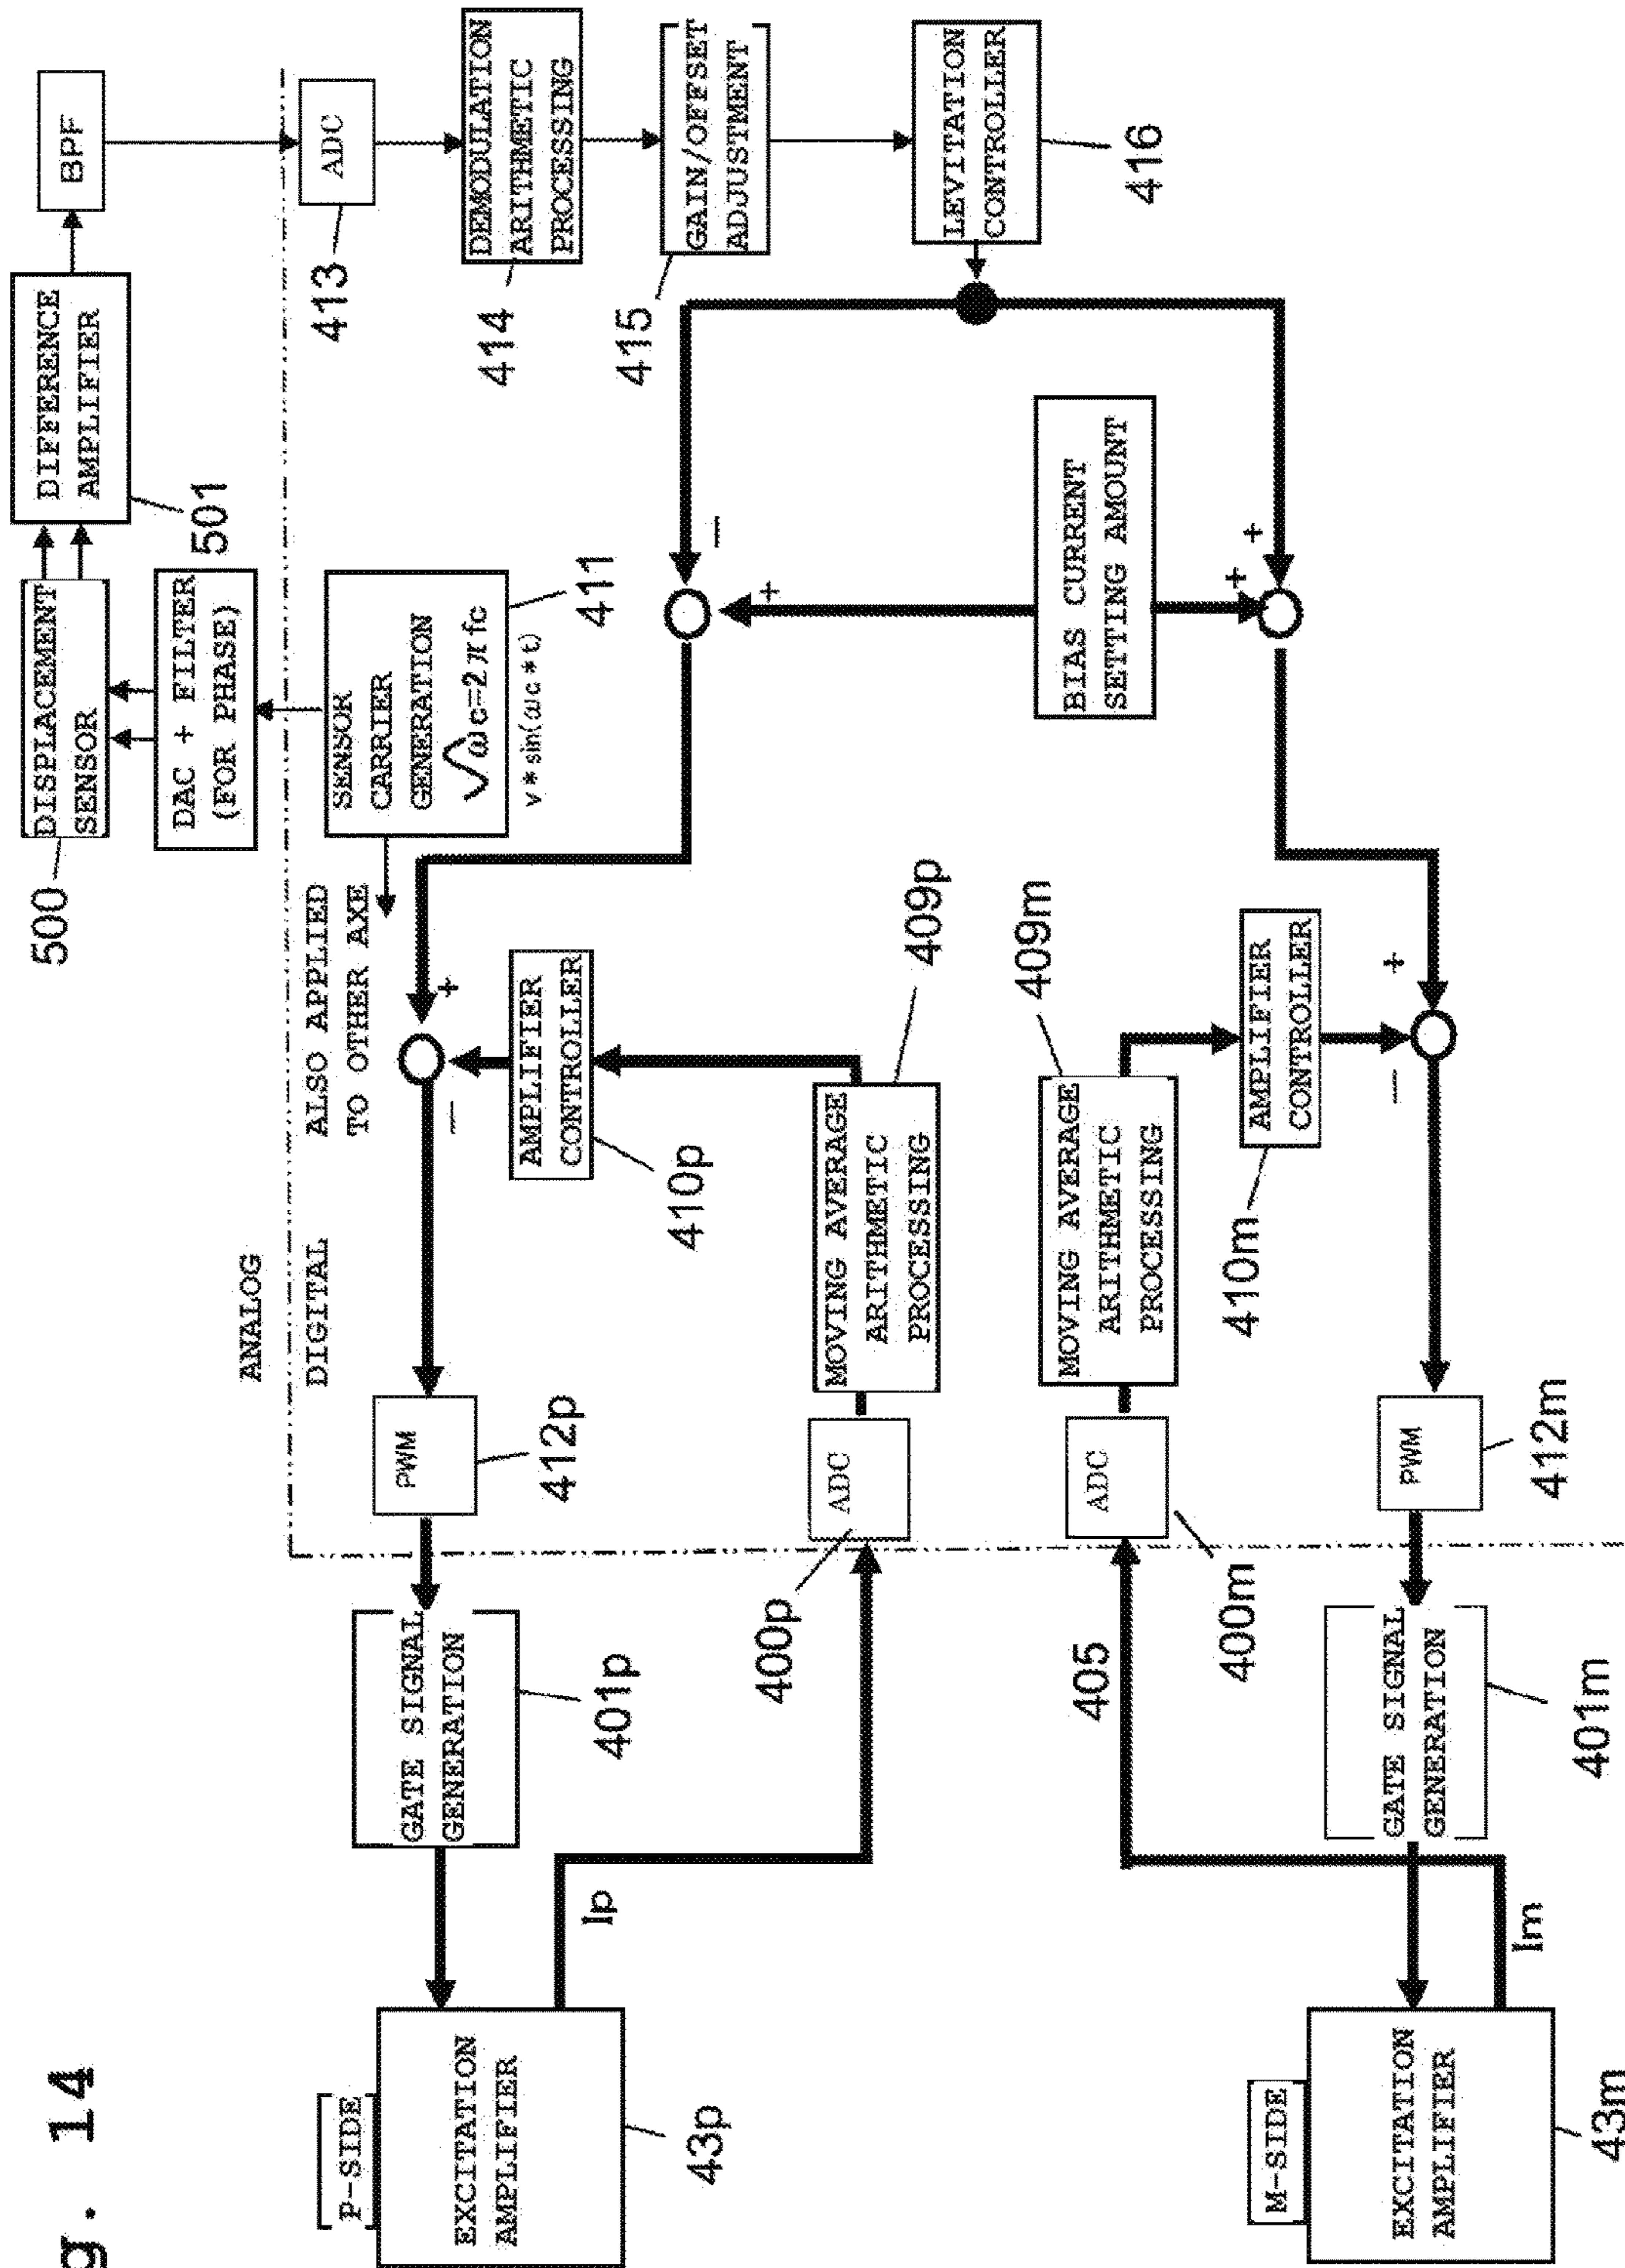 g. 14
P-SIDE
EXCITATION
AMPLIFIER
43p
GATE SIGNAL
GENERATION
401p
Ip
ANALOG
DIGITAL
PWM
412p
ADC
400p
MOVING AVERAGE
ARITHMETIC
PROCESSING
409p
AMPLIFIER
CONTROLLER
410p
+
−
ALSO APPLIED
TO OTHER AXE
SENSOR
CARRIER
GENERATION
ωc=2πfc
v*sin(ωc*t)
411
DAC + FILTER
(FOR PHASE)
DISPLACEMENT
SENSOR
500
DIFFERENCE
AMPLIFIER
501
BPF
ADC
413
DEMODULATION
ARITHMETIC
PROCESSING
414
GAIN/OFFSET
ADJUSTMENT
415
LEVITATION
CONTROLLER
416
−
+
BIAS CURRENT
SETTING AMOUNT
+
+
M-SIDE
EXCITATION
AMPLIFIER
43m
Im
GATE SIGNAL
GENERATION
401m
405
ADC
400m
MOVING AVERAGE
ARITHMETIC
PROCESSING
409m
AMPLIFIER
CONTROLLER
410m
+
−
PWM
412m